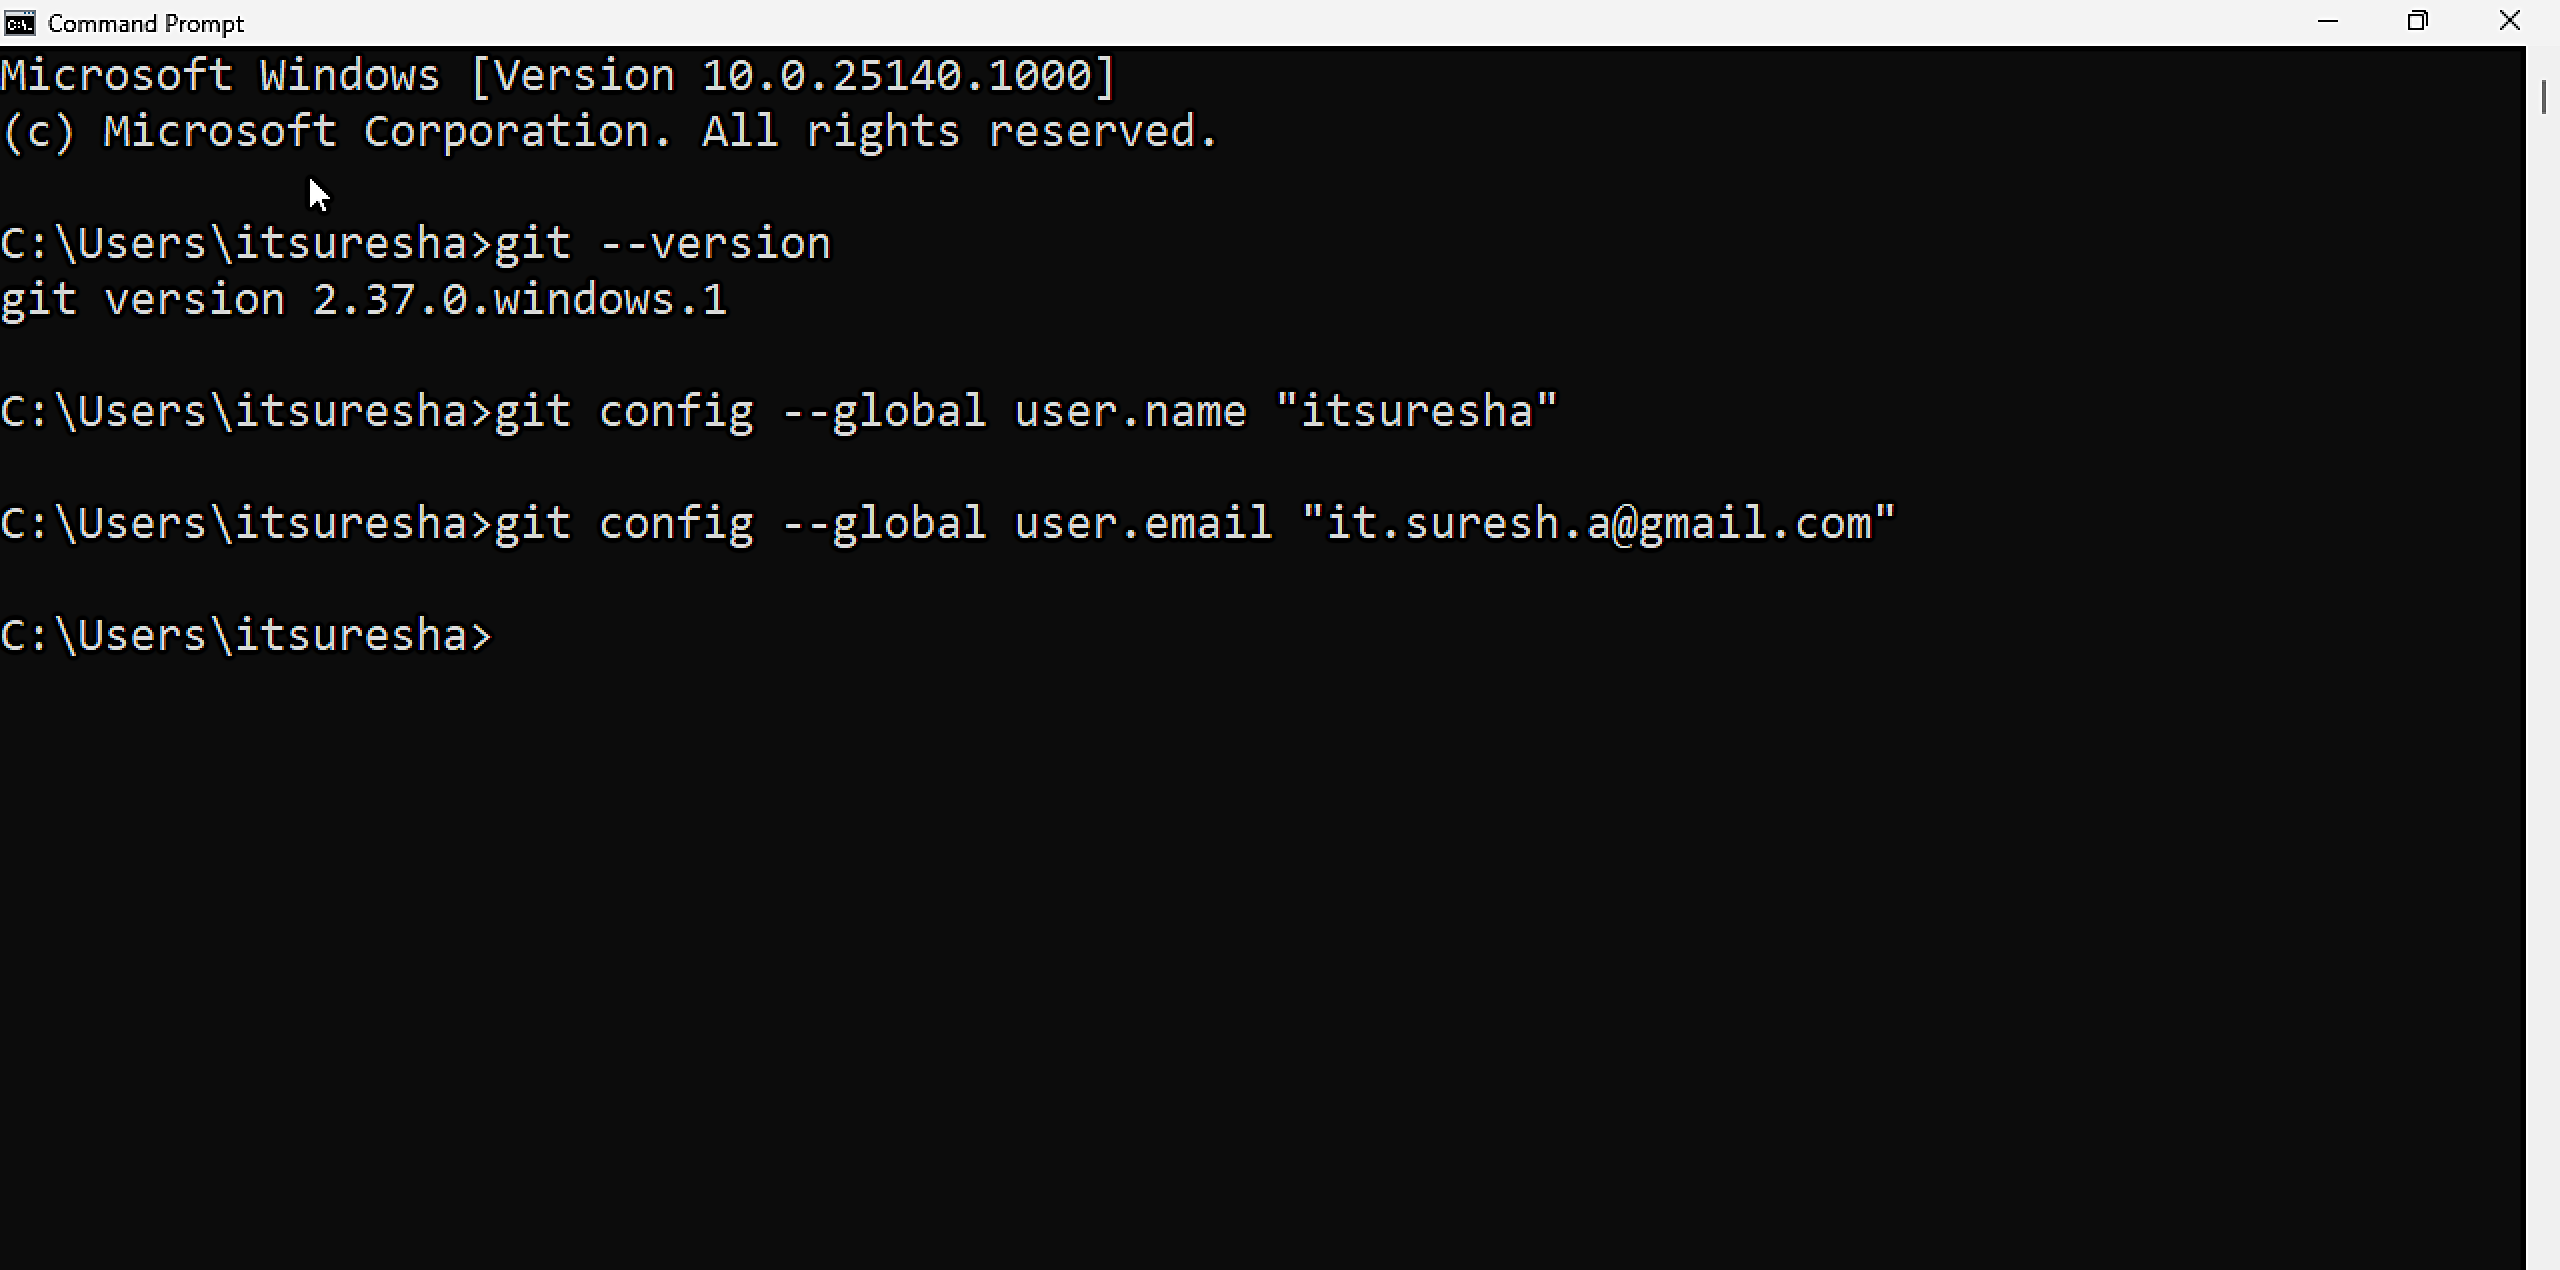 Command Prompt
Microsoft Windows [Version 10.0.25140.1000]
(c) Microsoft Corporation. All rights reserved.
C:\Users\itsuresha>git --version
git version 2.37.0.windows.1
C:\Users\itsuresha>git config --global user.name "itsuresha"
C:\Users\itsuresha>git config --global user.email "it.suresh.a@gmail.com"
C:\Users\itsuresha>